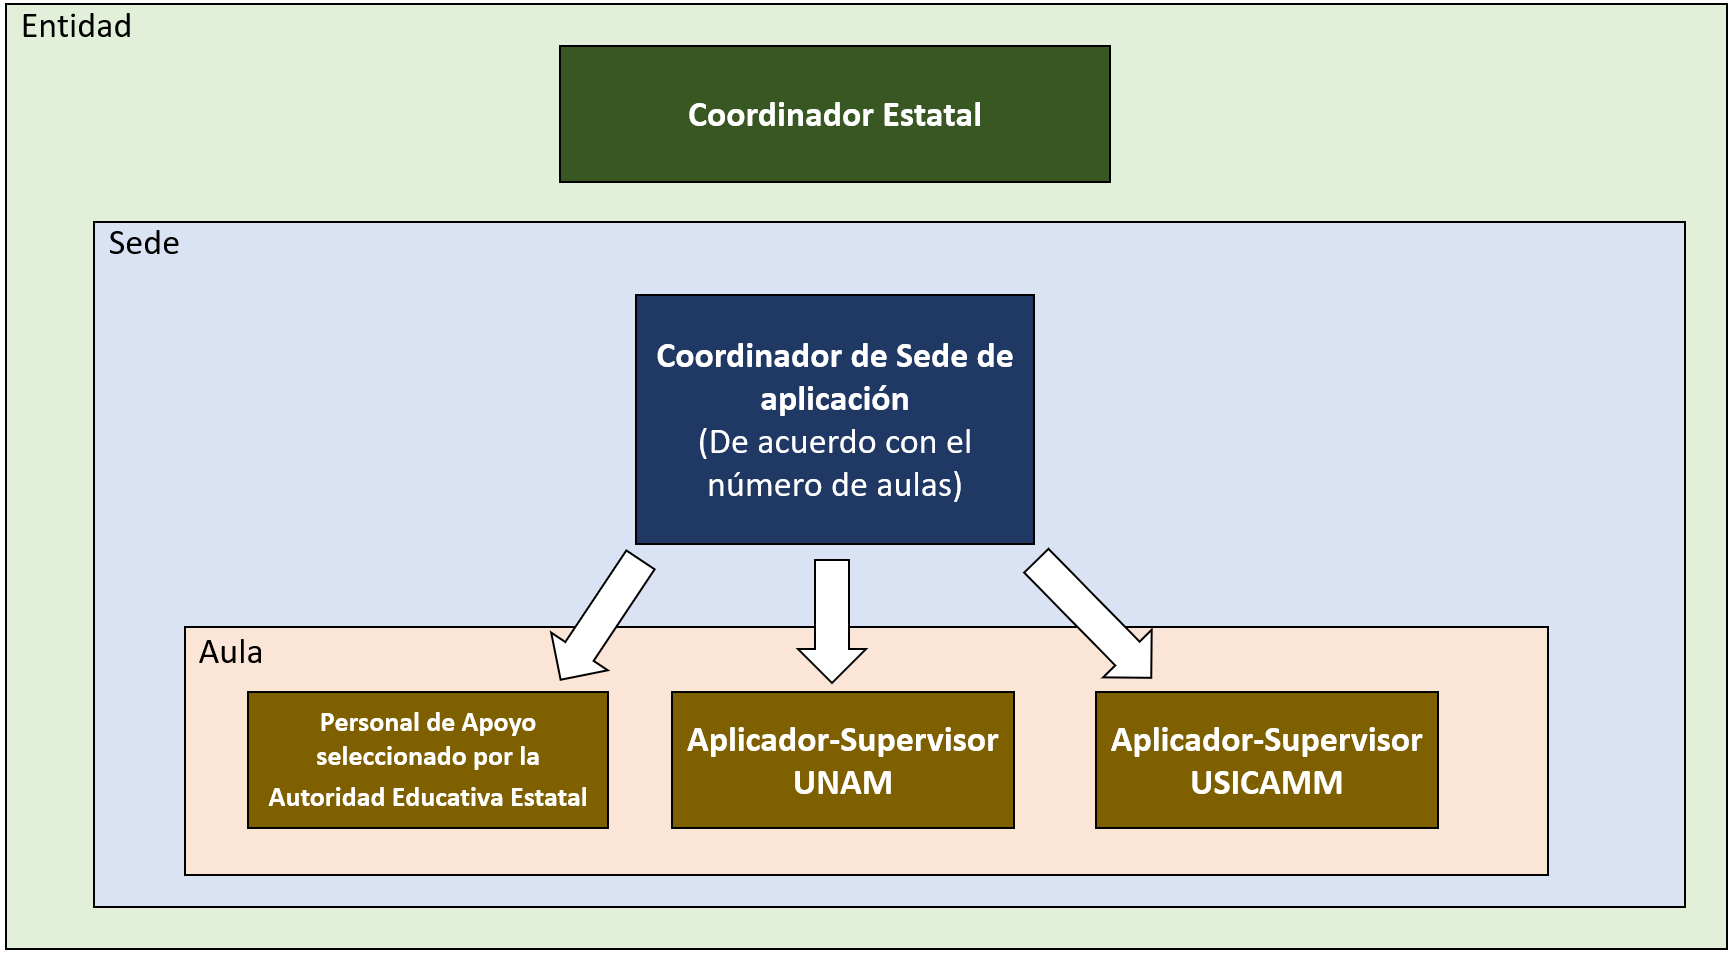 Entidad
Coordinador Estatal
Sede
Coordinador de Sede de
aplicación
(De acuerdo con el
número de aulas)
Aula
Personal de Apoyo
seleccionado por la
Autoridad Educativa Estatal
Aplicador-Supervisor
UNAM
Aplicador-Supervisor
USICAMM